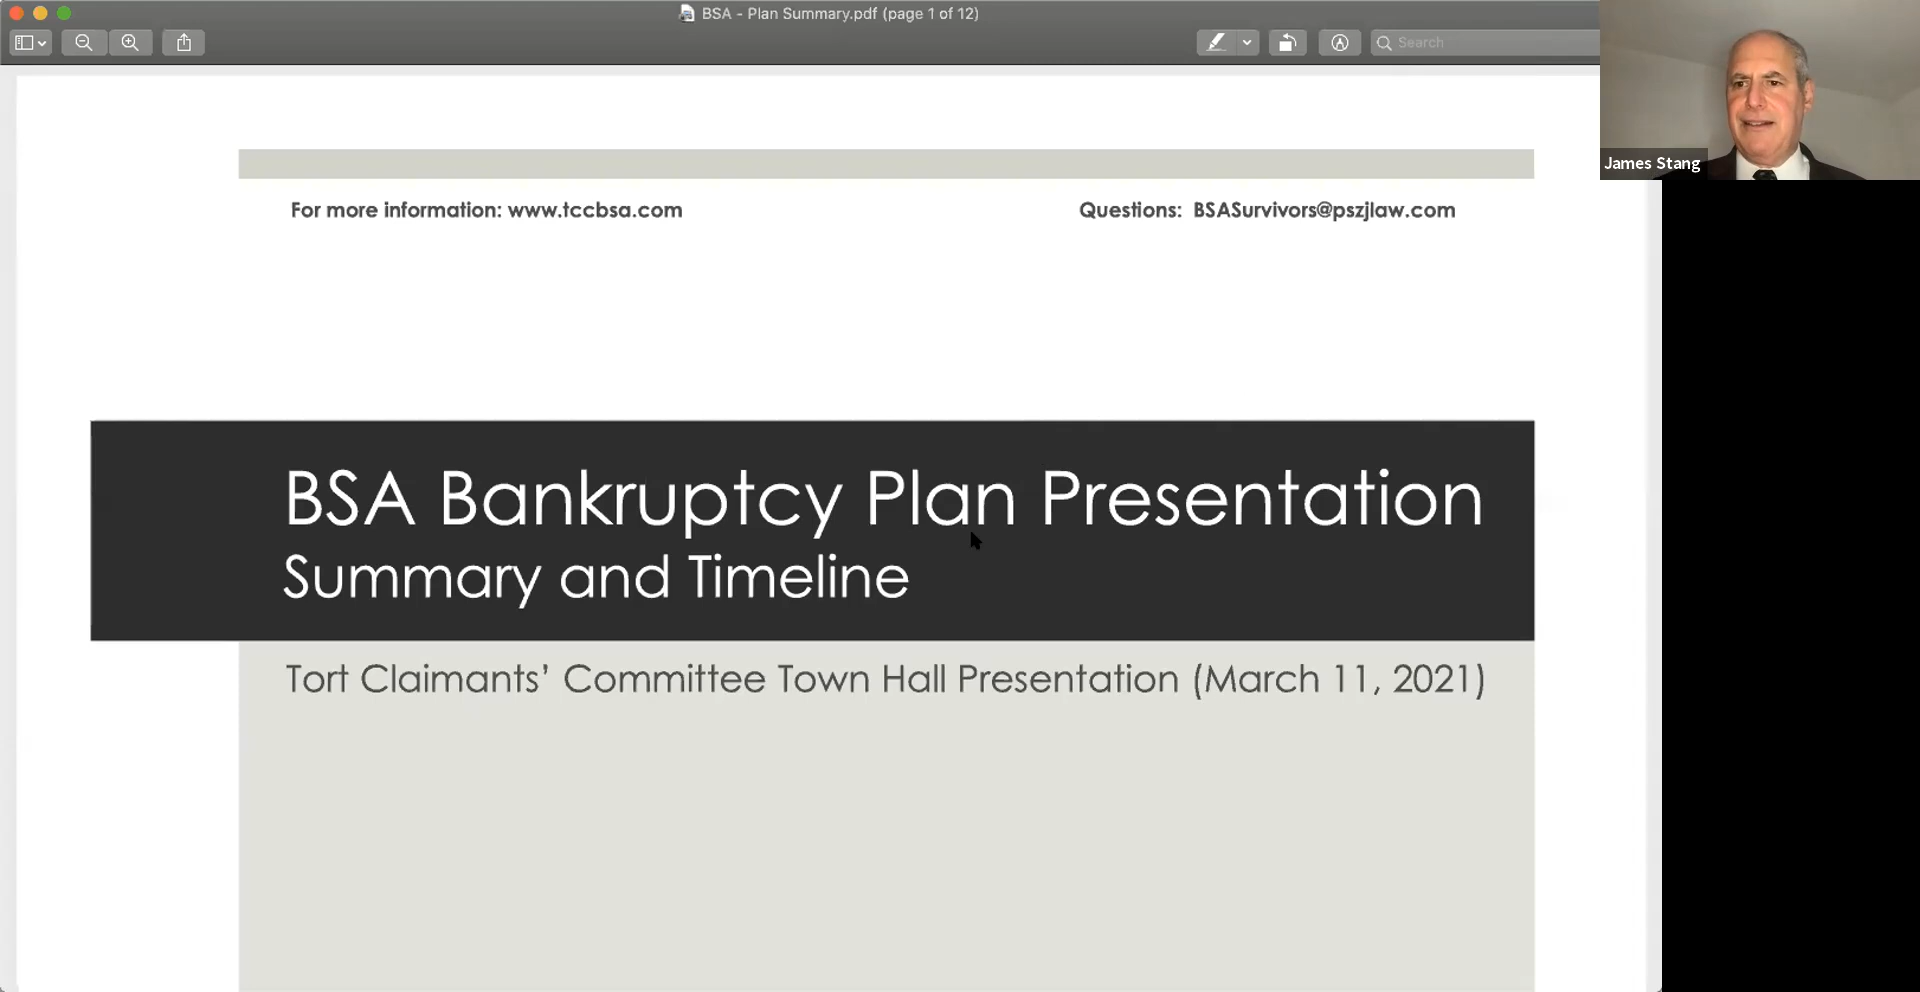 BSA - Plan Summary.pdf (page 1 of 12)
Search
James Stang
For more information: www.tccbsa.com
Questions: BSASurvivors@pszjlaw.com
BSA Bankruptcy Plan Presentation
Summary and Timeline
Tort Claimants’ Committee Town Hall Presentation (March 11, 2021)